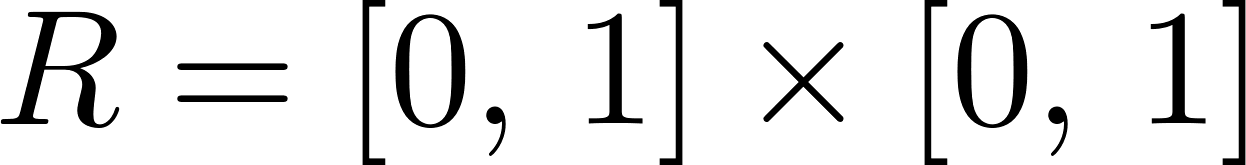 R = [0, 1] × [0, 1]